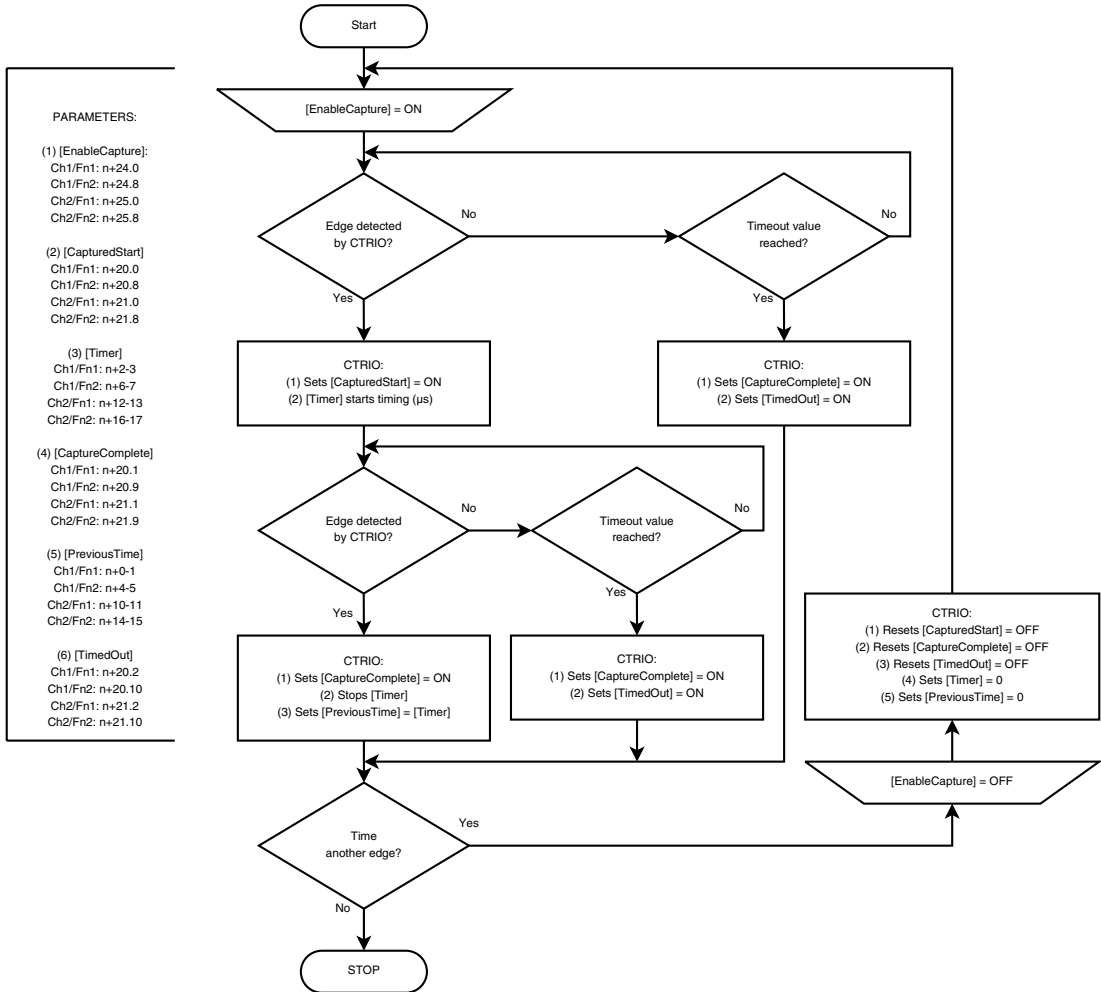 Start
PARAMETERS:
(1) [EnableCapture]:
Ch1/Fn1: n+24.0
Ch1/Fn2: n+24.8
Ch2/Fn1: n+25.0
Ch2/Fn2: n+25.8
(2) [CapturedStart]
Ch1/Fn1: n+20.0
Ch1/Fn2: n+20.8
Ch2/Fn1: n+21.0
Ch2/Fn2: n+21.8
(3) [Timer]
Ch1/Fn1: n+2-3
Ch1/Fn2: n+6-7
Ch2/Fn1: n+12-13
Ch2/Fn2: n+16-17
(4) [CaptureComplete]
Ch1/Fn1: n+20.1
Ch1/Fn2: n+20.9
Ch2/Fn1: n+21.1
Ch2/Fn2: n+21.9
(5) [PreviousTime]
Ch1/Fn1: n+0-1
Ch1/Fn2: n+4-5
Ch2/Fn1: n+10-11
Ch2/Fn2: n+14-15
(6) [TimedOut]
Ch1/Fn1: n+20.2
Ch1/Fn2: n+20.10
Ch2/Fn1: n+21.2
Ch2/Fn2: n+21.10
[EnableCapture] = ON
Edge detected
by CTRIO?
No
Yes
Timeout value
reached?
No
Yes
CTRIO:
(1) Sets [CapturedStart] = ON
(2) [Timer] starts timing (µs)
CTRIO:
(1) Sets [CaptureComplete] = ON
(2) Sets [TimedOut] = ON
Edge detected
by CTRIO?
No
Yes
Timeout value
reached?
No
Yes
CTRIO:
(1) Sets [CaptureComplete] = ON
(2) Stops [Timer]
(3) Sets [PreviousTime] = [Timer]
CTRIO:
(1) Sets [CaptureComplete] = ON
(2) Sets [TimedOut] = ON
CTRIO:
(1) Resets [CapturedStart] = OFF
(2) Resets [CaptureComplete] = OFF
(3) Resets [TimedOut] = OFF
(4) Sets [Timer] = 0
(5) Sets [PreviousTime] = 0
[EnableCapture] = OFF
Time
another edge?
Yes
No
STOP